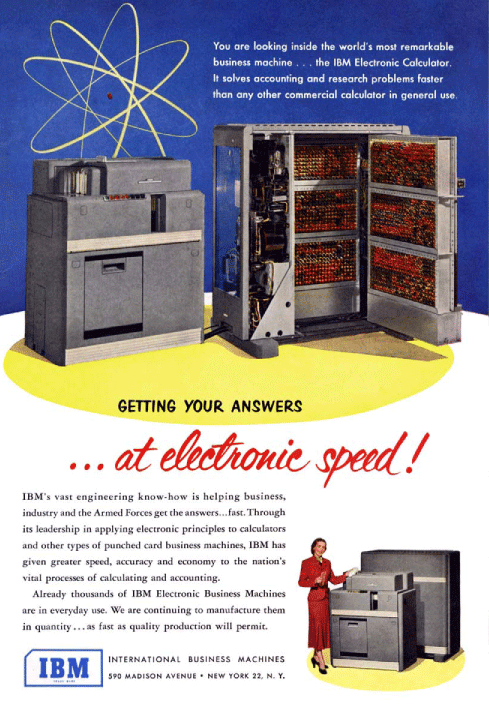 You are looking inside the world's most remarkable
business machine . . . the IBM Electronic Calculator.
It solves accounting and research problems faster
than any other commercial calculator in general use.
GETTING YOUR ANSWERS
... at electronic speed!
IBM's vast engineering know-how is helping business,
industry and the Armed Forces get the answers...fast. Through
its leadership in applying electronic principles to calculators
and other types of punched card business machines, IBM has
given greater speed, accuracy and economy to the nation's
vital processes of calculating and accounting.
Already thousands of IBM Electronic Business Machines
are in everyday use. We are continuing to manufacture them
in quantity...as fast as quality production will permit.
IBM
TRADE MARK
INTERNATIONAL BUSINESS MACHINES
590 MADISON AVENUE • NEW YORK 22, N. Y.